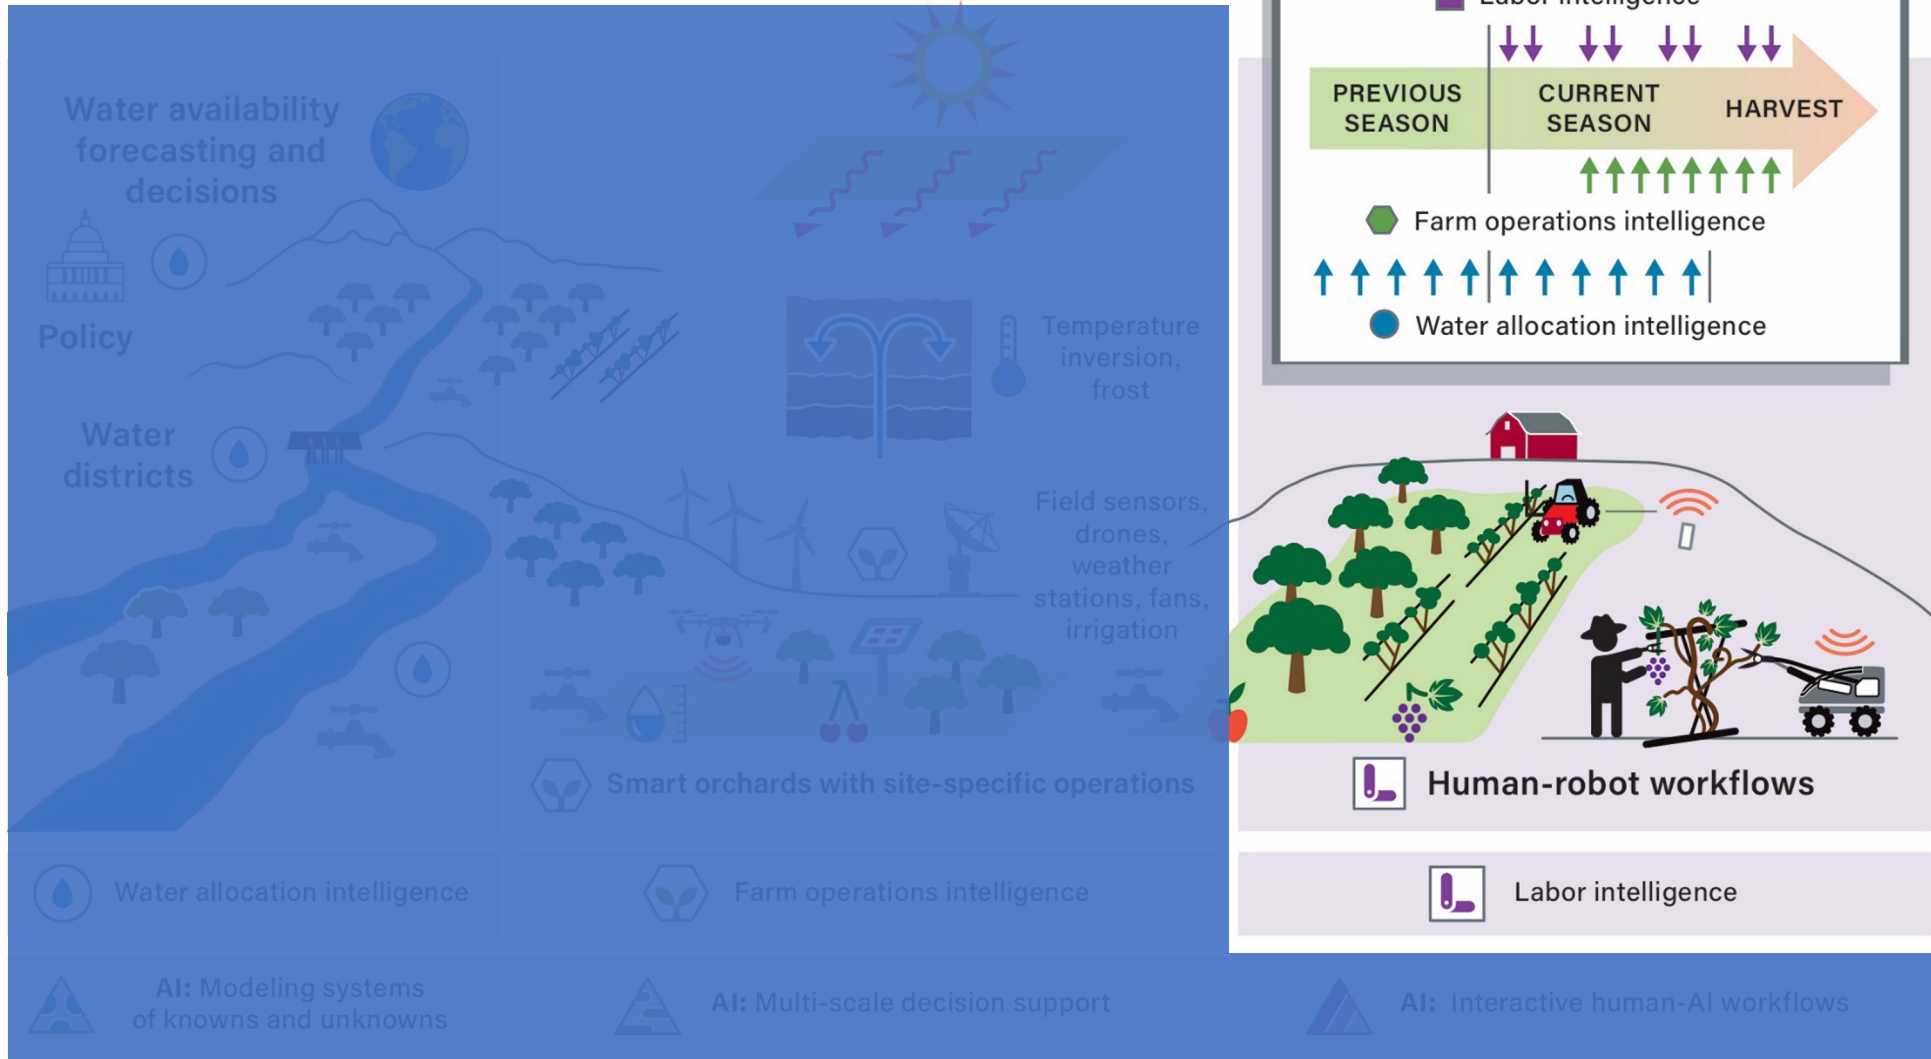 Labor intelligence
PREVIOUS
SEASON
CURRENT
SEASON
HARVEST
Farm operations intelligence
Water allocation intelligence
Water availability
forecasting and
decisions
Policy
Water
districts
Temperature
inversion,
frost
Field sensors,
drones,
weather
stations, fans,
irrigation
Smart orchards with site-specific operations
Human-robot workflows
Water allocation intelligence
Farm operations intelligence
Labor intelligence
AI: Modeling systems
of knowns and unknowns
AI: Multi-scale decision support
AI: Interactive human-AI workflows